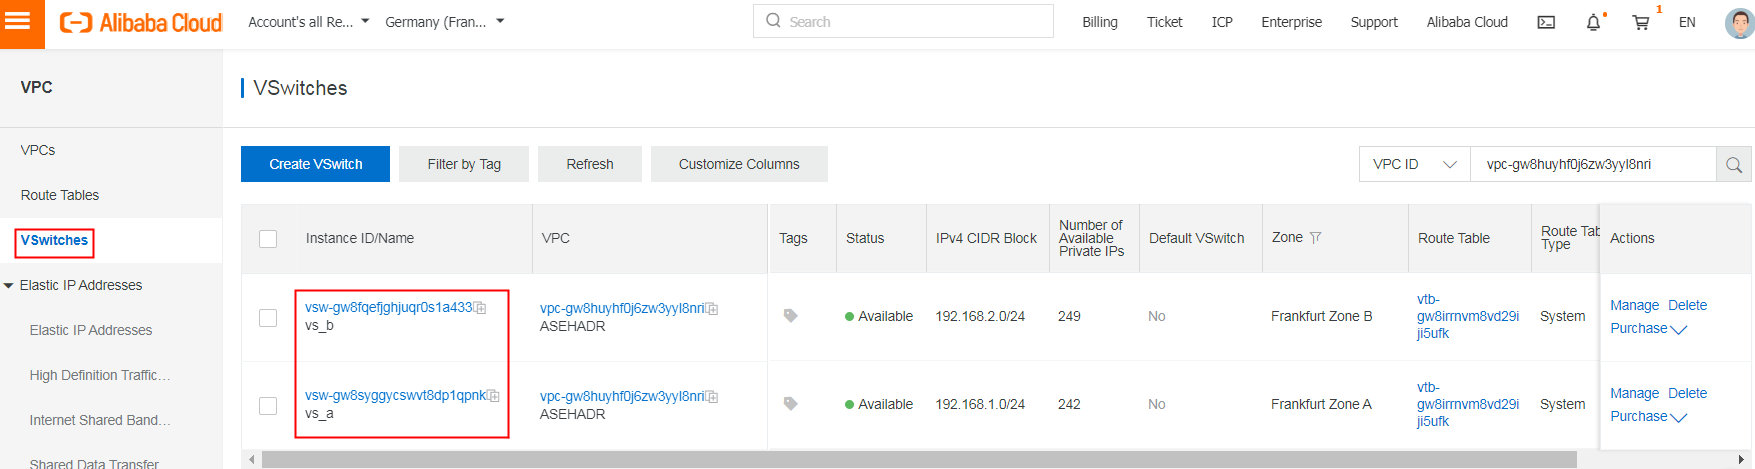 Alibaba Cloud
Account's all Re...
Germany (Fran...
Search
Billing
Ticket
ICP
Enterprise
Support
Alibaba Cloud
1
EN
VPC
VPCs
Route Tables
VSwitches
Elastic IP Addresses
Elastic IP Addresses
High Definition Traffic...
Internet Shared Band...
Shared Data Transfer
VSwitches
Create VSwitch
Filter by Tag
Refresh
Customize Columns
VPC ID
vpc-gw8huyhf0j6zw3yyl8nri
Instance ID/Name
VPC
Tags
Status
IPv4 CIDR Block
Number of
Available
Private IPs
Default VSwitch
Zone
Route Table
Route Tab
Type
Actions
vsw-gw8fqefjghjuqr0s1a433
vs_b
vpc-gw8huyhf0j6zw3yyl8nri
ASEHADR
Available
192.168.2.0/24
249
No
Frankfurt Zone B
vtb-
gw8irrnvm8vd29i
ji5ufk
System
Manage Delete
Purchase
vsw-gw8syggycswvt8dp1qpnk
vs_a
vpc-gw8huyhf0j6zw3yyl8nri
ASEHADR
Available
192.168.1.0/24
242
No
Frankfurt Zone A
vtb-
gw8irrnvm8vd29i
ji5ufk
System
Manage Delete
Purchase